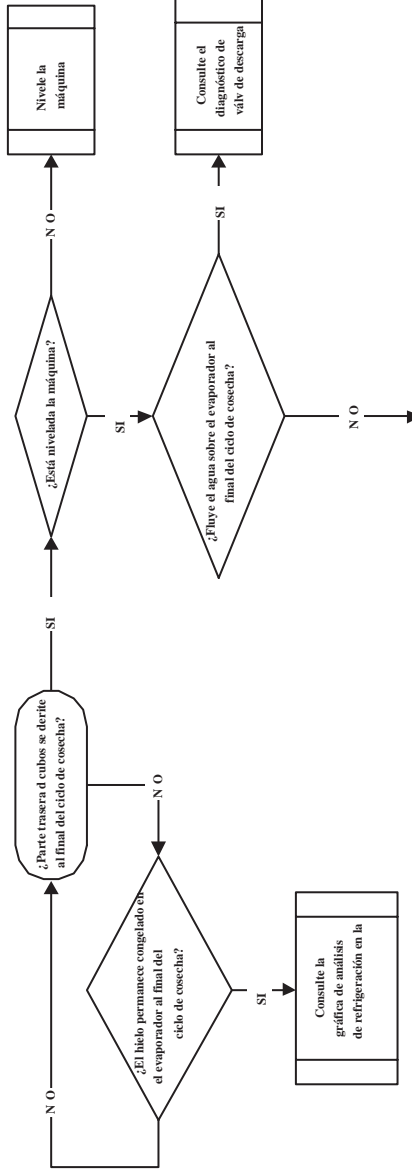 ¿Parte trasera d cubos se derite
al final del ciclo de cosecha?
SI
¿Está nivelada la máquina?
NO
Nivele la
máquina
SI
¿Fluye el agua sobre el evaporador al
final del ciclo de cosecha?
SI
Consulte el
diagnóstico de
válv de descarga
NO
NO
¿El hielo permanece congelado en
el evaporador al final del
ciclo de cosecha?
NO
SI
Consulte la
gráfica de análisis
de refrigeración en la